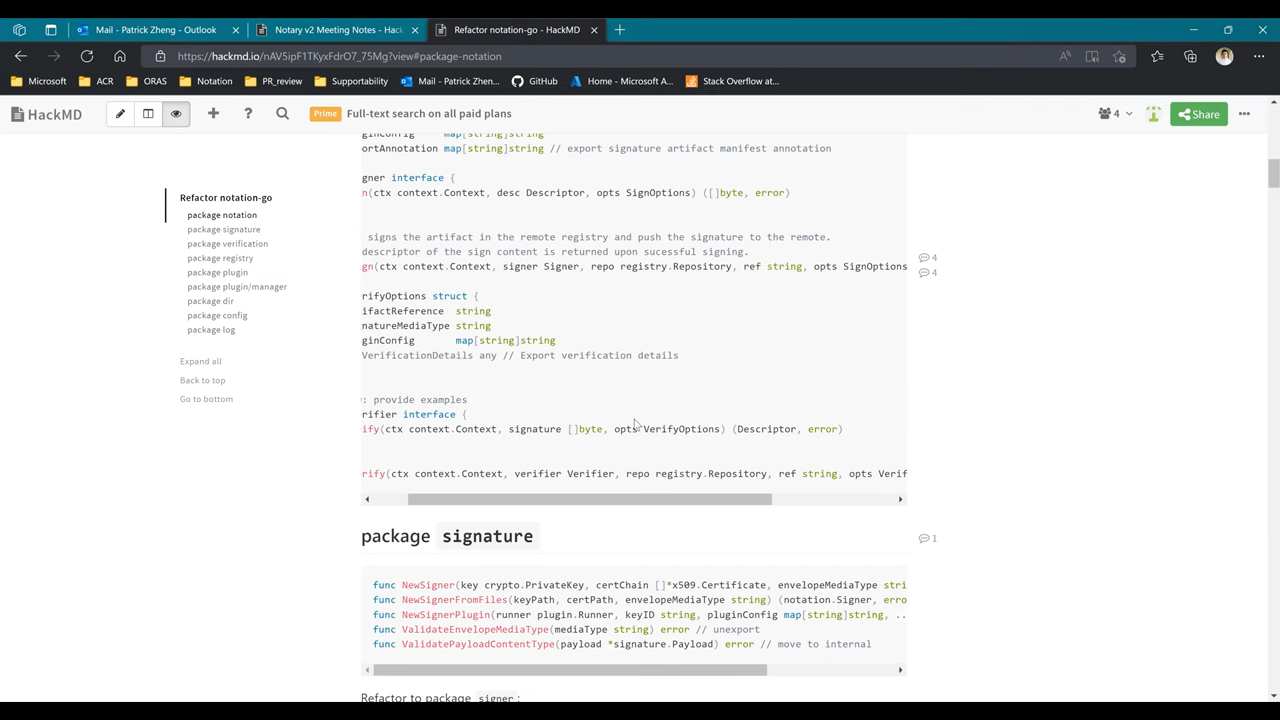 Mail - Patrick Zheng - Outlook
Notary v2 Meeting Notes - Hac
Refactor notation-go - HackMD
https://hackmd.io/nAV5ipF1TKyxFdrO7_75Mg?view#package-notation
Microsoft
ACR
ORAS
Notation
PR_review
Supportability
Mail - Patrick Zhen...
GitHub
Home - Microsoft A...
Stack Overflow at...
HackMD
Prime
Full-text search on all paid plans
4
Share
Refactor notation-go
package notation
package signature
package verification
package registry
package plugin
package plugin/manager
package dir
package config
package log
Expand all
Back to top
Go to bottom
ginConfig map[string]string
ortAnnotation map[string]string // export signature artifact manifest annotation
gner interface {
n(ctx context.Context, desc Descriptor, opts SignOptions) ([]byte, error)
signs the artifact in the remote registry and push the signature to the remote.
descriptor of the sign content is returned upon sucessful signing.
gn(ctx context.Context, signer Signer, repo registry.Repository, ref string, opts SignOptions
4
4
rifyOptions struct {
ifactReference string
natureMediaType string
ginConfig map[string]string
VerificationDetails any // Export verification details
: provide examples
rifier interface {
ify(ctx context.Context, signature []byte, opts VerifyOptions) (Descriptor, error)
rify(ctx context.Context, verifier Verifier, repo registry.Repository, ref string, opts Verif
package signature
1
func NewSigner(key crypto.PrivateKey, certChain []*x509.Certificate, envelopeMediaType stri
func NewSignerFromFiles(keyPath, certPath, envelopeMediaType string) (notation.Signer, erro
func NewSignerPlugin(runner plugin.Runner, keyID string, pluginConfig map[string]string, ..
func ValidateEnvelopeMediaType(mediaType string) error // unexport
func ValidatePayloadContentType(payload *signature.Payload) error // move to internal
Refactor to package signer: